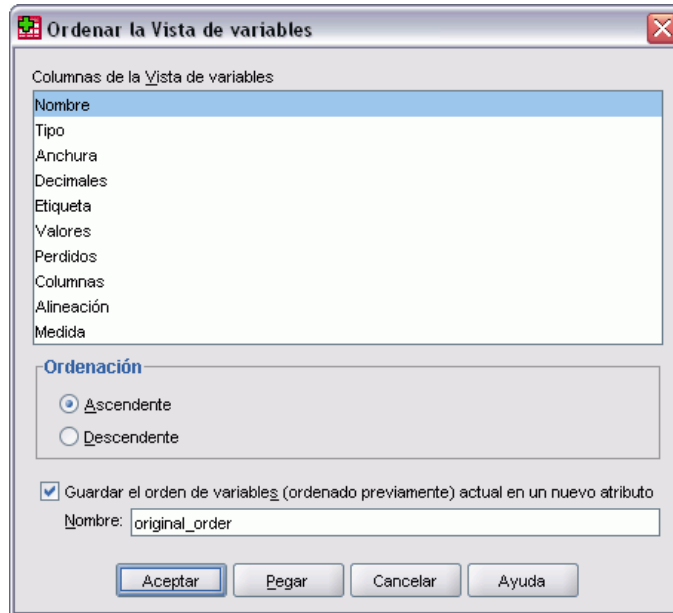 Ordenar la Vista de variables
Columnas de la Vista de variables
Nombre
Tipo
Anchura
Decimales
Etiqueta
Valores
Perdidos
Columnas
Alineación
Medida
Ordenación
Ascendente
Descendente
Guardar el orden de variables (ordenado previamente) actual en un nuevo atributo
Nombre: original_order
Aceptar Pegar Cancelar Ayuda